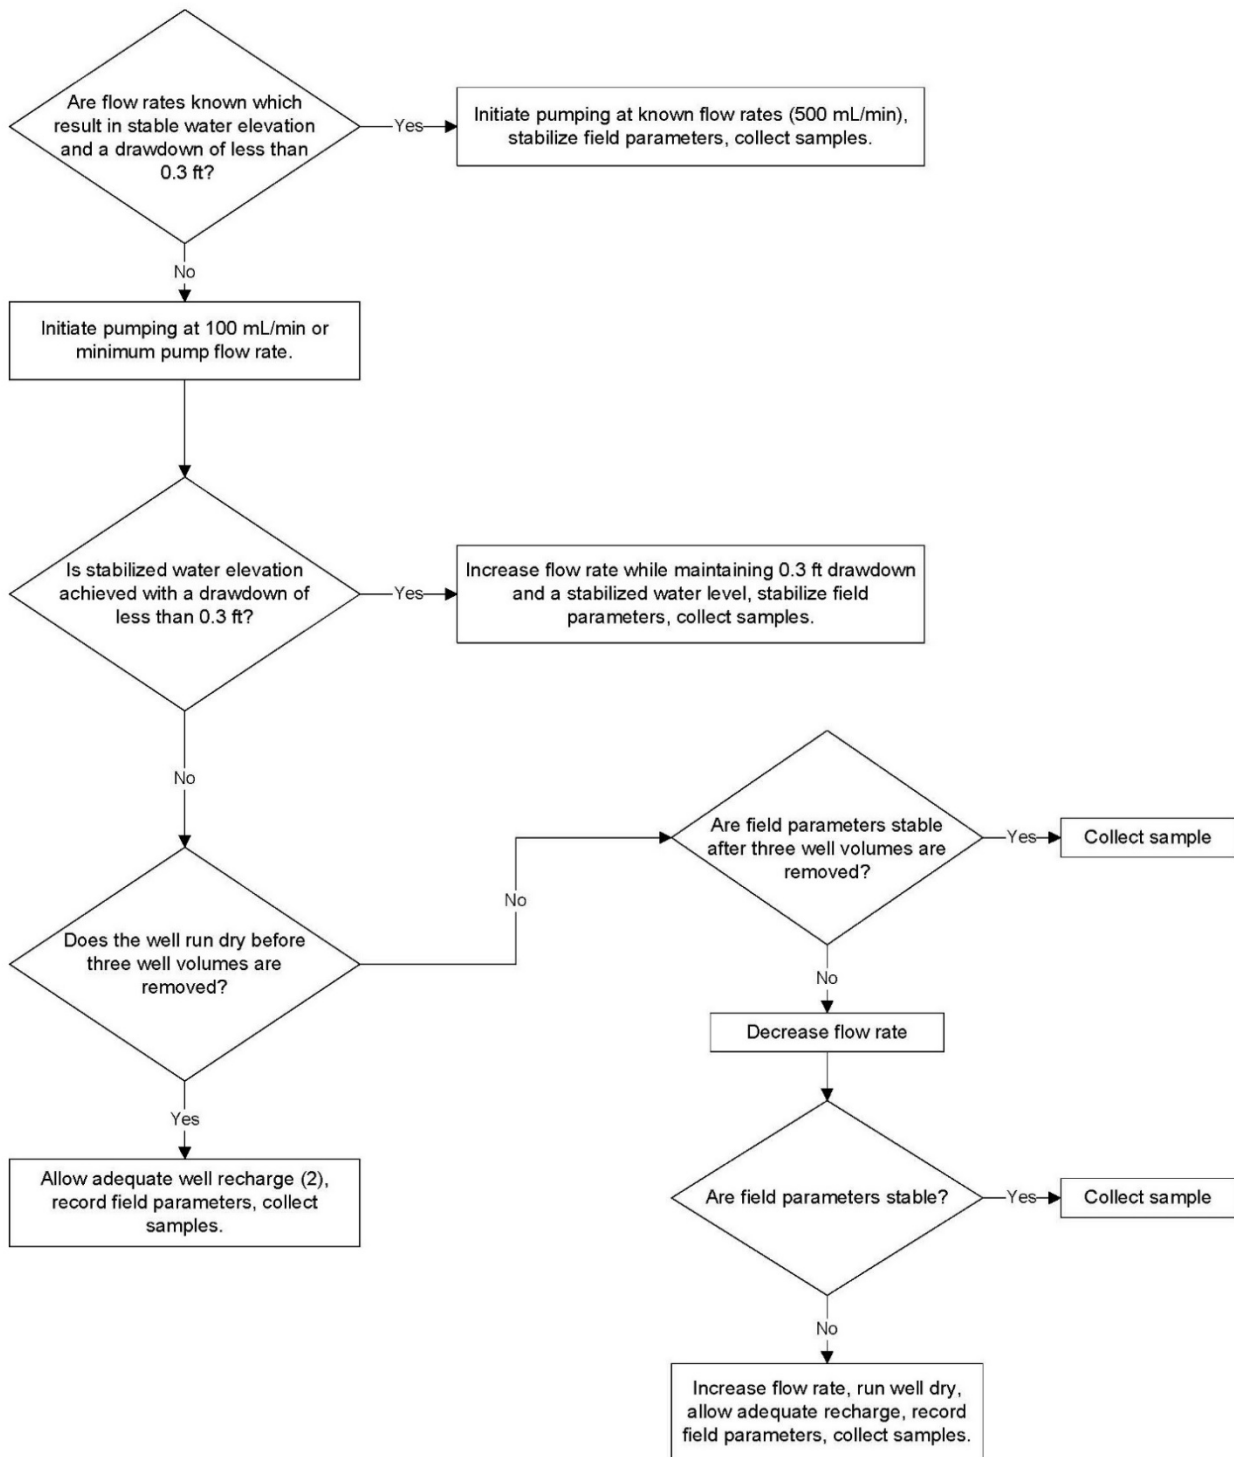 Are flow rates known which
result in stable water elevation
and a drawdown of less than
0.3 ft?
Yes
Initiate pumping at known flow rates (500 mL/min),
stabilize field parameters, collect samples.
No
Initiate pumping at 100 mL/min or
minimum pump flow rate.
Is stabilized water elevation
achieved with a drawdown of
less than 0.3 ft?
Yes
Increase flow rate while maintaining 0.3 ft drawdown
and a stabilized water level, stabilize field
parameters, collect samples.
No
Does the well run dry before
three well volumes are
removed?
No
Are field parameters stable
after three well volumes are
removed?
Yes
Collect sample
No
Decrease flow rate
Yes
Allow adequate well recharge (2),
record field parameters, collect
samples.
Are field parameters stable?
Yes
Collect sample
No
Increase flow rate, run well dry,
allow adequate recharge, record
field parameters, collect samples.